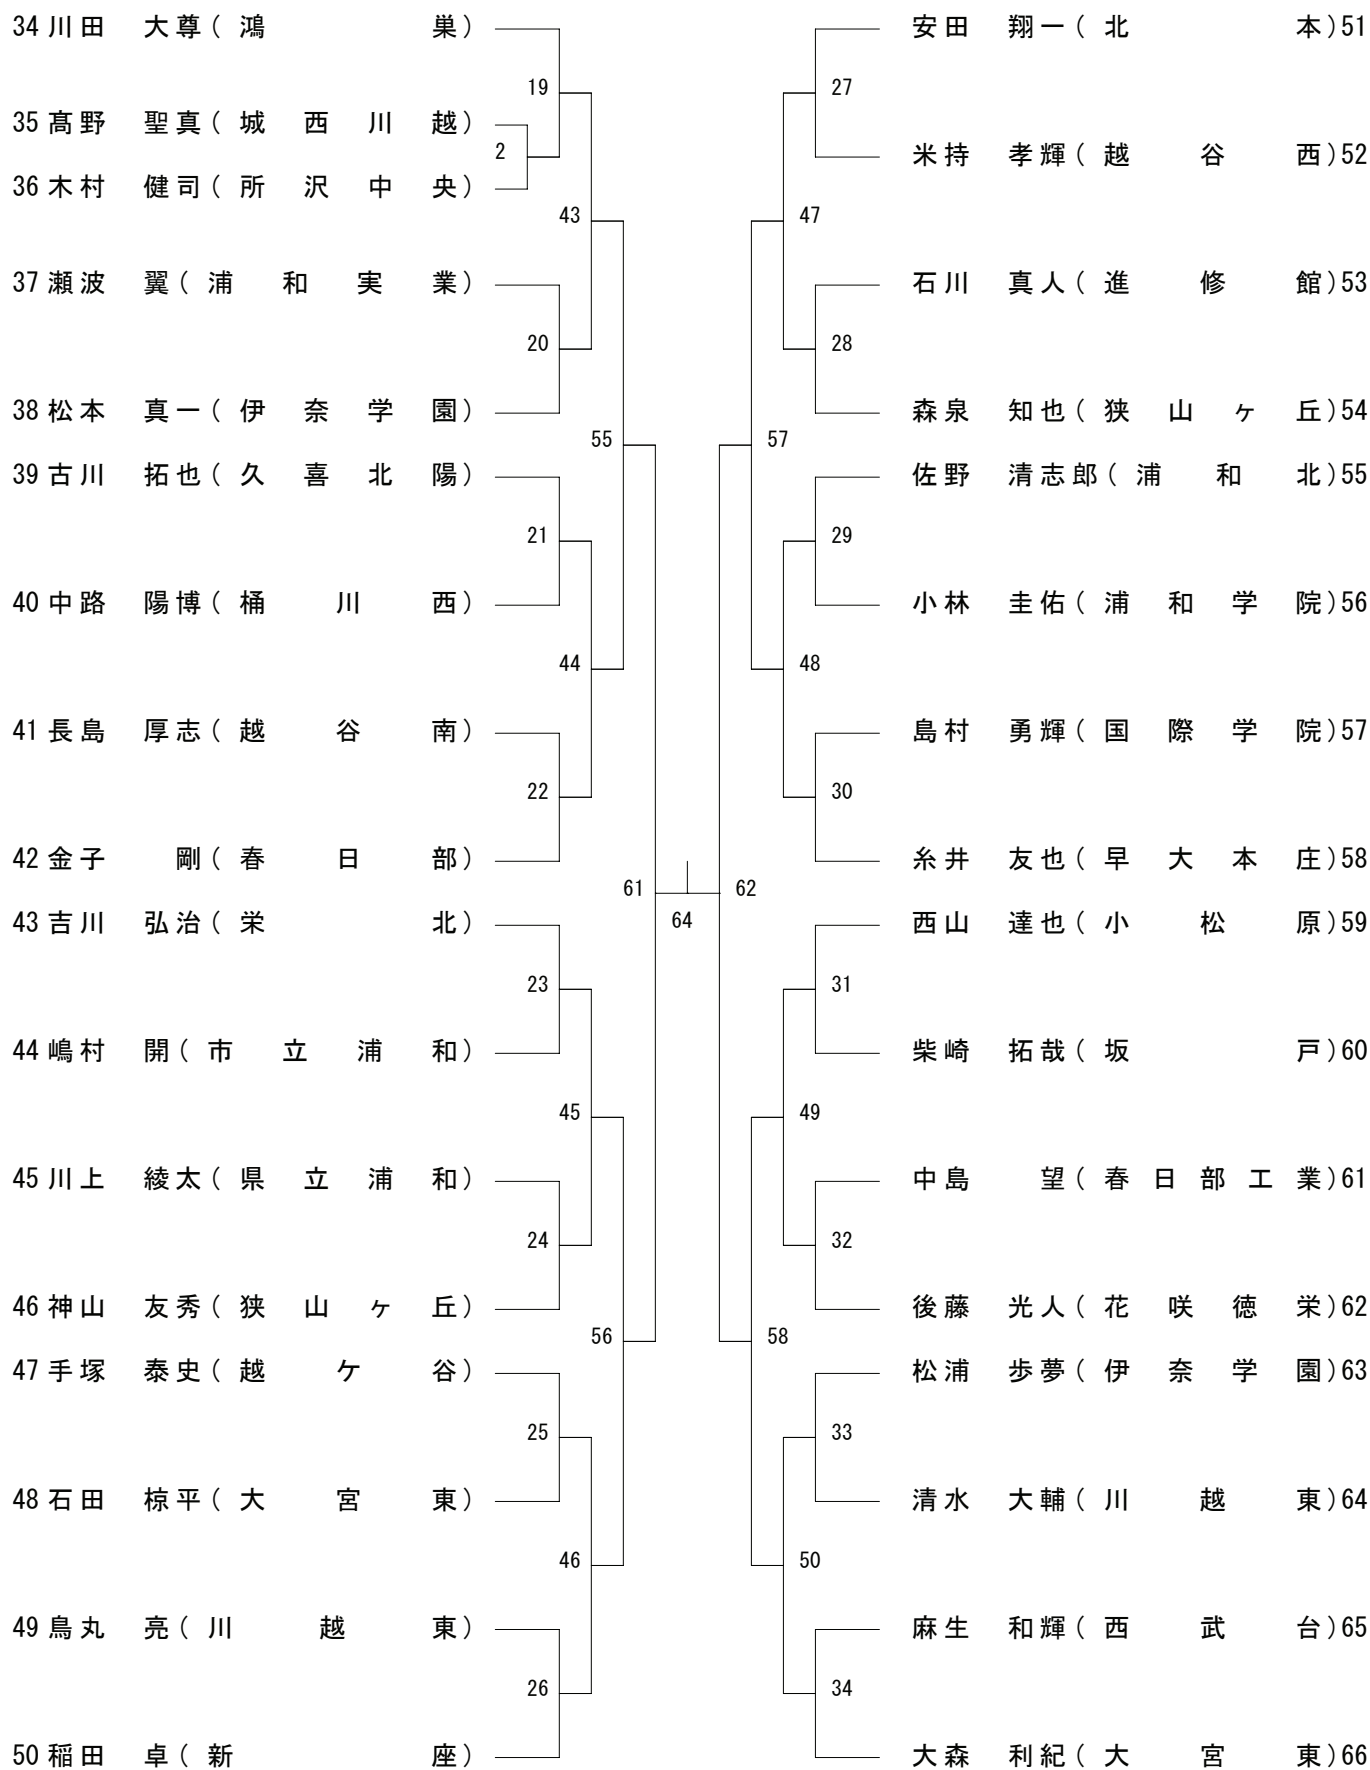 34 川田 大尊(鴻巣)
安田 翔一(北本)51
19
27
35 髙野 聖真(城西川越)
2
米持 孝輝(越谷西)52
36 木村 健司(所沢中央)
43
47
37 瀬波 翼(浦和実業)
石川 真人(進修館)53
20
28
38 松本 真一(伊奈学園)
森泉 知也(狭山ヶ丘)54
55
57
39 古川 拓也(久喜北陽)
佐野 清志郎(浦和北)55
21
29
40 中路 陽博(桶川西)
小林 圭佑(浦和学院)56
44
48
41 長島 厚志(越谷南)
島村 勇輝(国際学院)57
22
30
42 金子 剛(春日部)
糸井 友也(早大本庄)58
61
62
64
43 吉川 弘治(栄北)
西山 達也(小松原)59
23
31
44 嶋村 開(市立浦和)
柴崎 拓哉(坂戸)60
45
49
45 川上 綾太(県立浦和)
中島 望(春日部工業)61
24
32
46 神山 友秀(狭山ヶ丘)
後藤 光人(花咲徳栄)62
56
58
47 手塚 泰史(越ケ谷)
松浦 歩夢(伊奈学園)63
25
33
48 石田 椋平(大宮東)
清水 大輔(川越東)64
46
50
49 鳥丸 亮(川越東)
麻生 和輝(西武台)65
26
34
50 稲田 卓(新座)
大森 利紀(大宮東)66